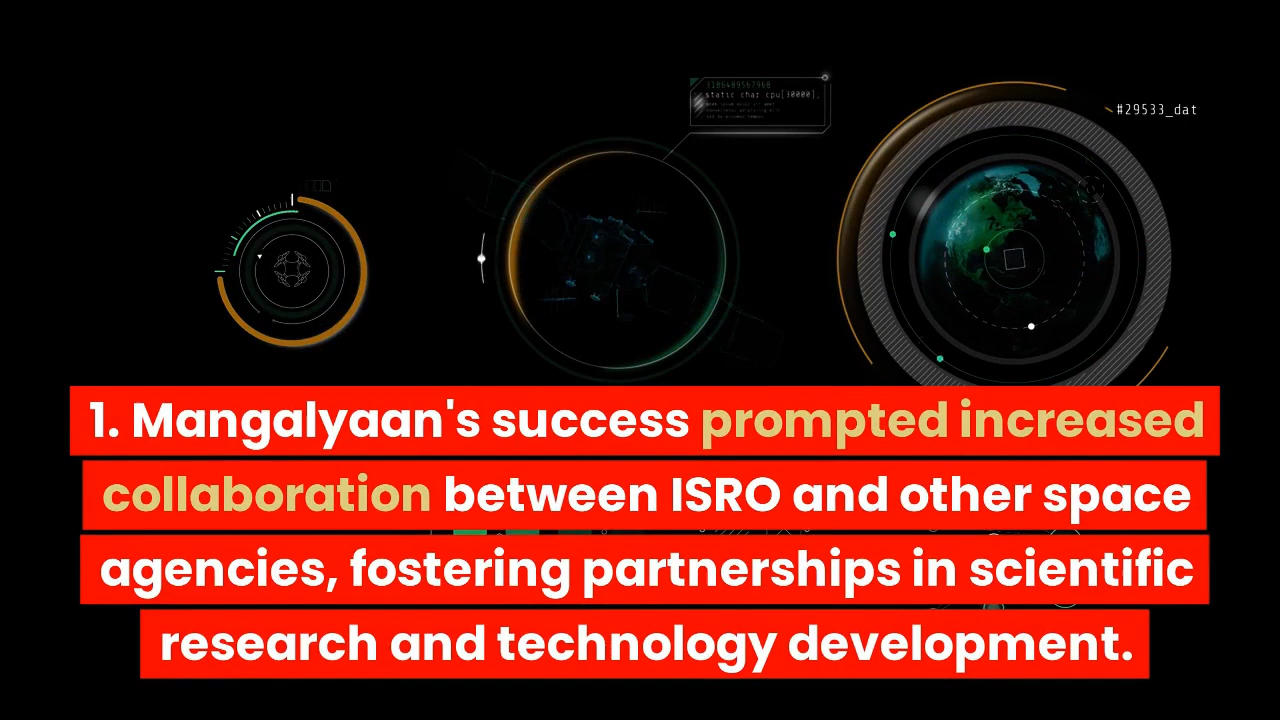 31864895b7968
static char cpu[30000],
#29533_dat
1. Mangalyaan's success prompted increased
collaboration between ISRO and other space
agencies, fostering partnerships in scientific
research and technology development.